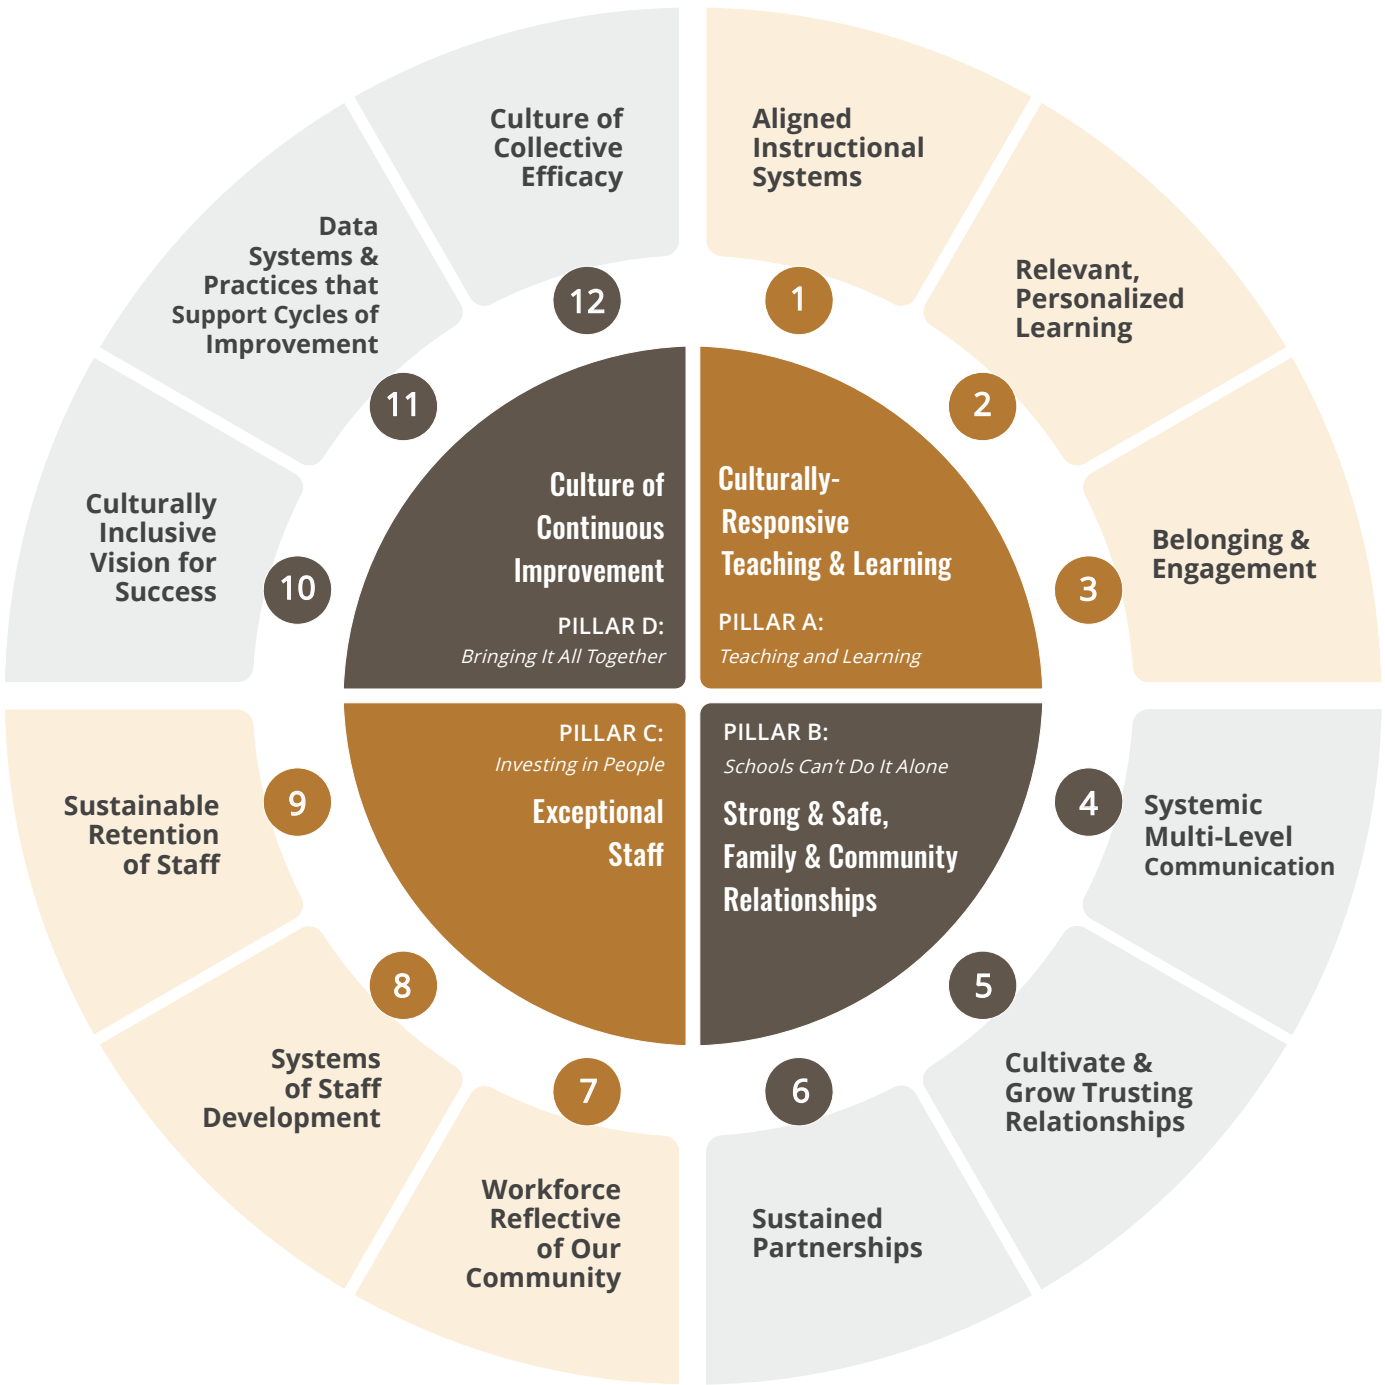 Aligned
Instructional
Systems
1
Relevant,
Personalized
Learning
2
Belonging &
Engagement
3
Culturally-
Responsive
Teaching & Learning
PILLAR A:
Teaching and Learning
PILLAR B:
Schools Can’t Do It Alone
Strong & Safe,
Family & Community
Relationships
4
Systemic
Multi-Level
Communication
5
Cultivate &
Grow Trusting
Relationships
6
Sustained
Partnerships
PILLAR C:
Investing in People
Exceptional
Staff
7
Workforce
Reflective
of Our
Community
8
Systems
of Staff
Development
9
Sustainable
Retention
of Staff
Culture of
Continuous
Improvement
PILLAR D:
Bringing It All Together
10
Culturally
Inclusive
Vision for
Success
11
Data
Systems &
Practices that
Support Cycles of
Improvement
12
Culture of
Collective
Efficacy